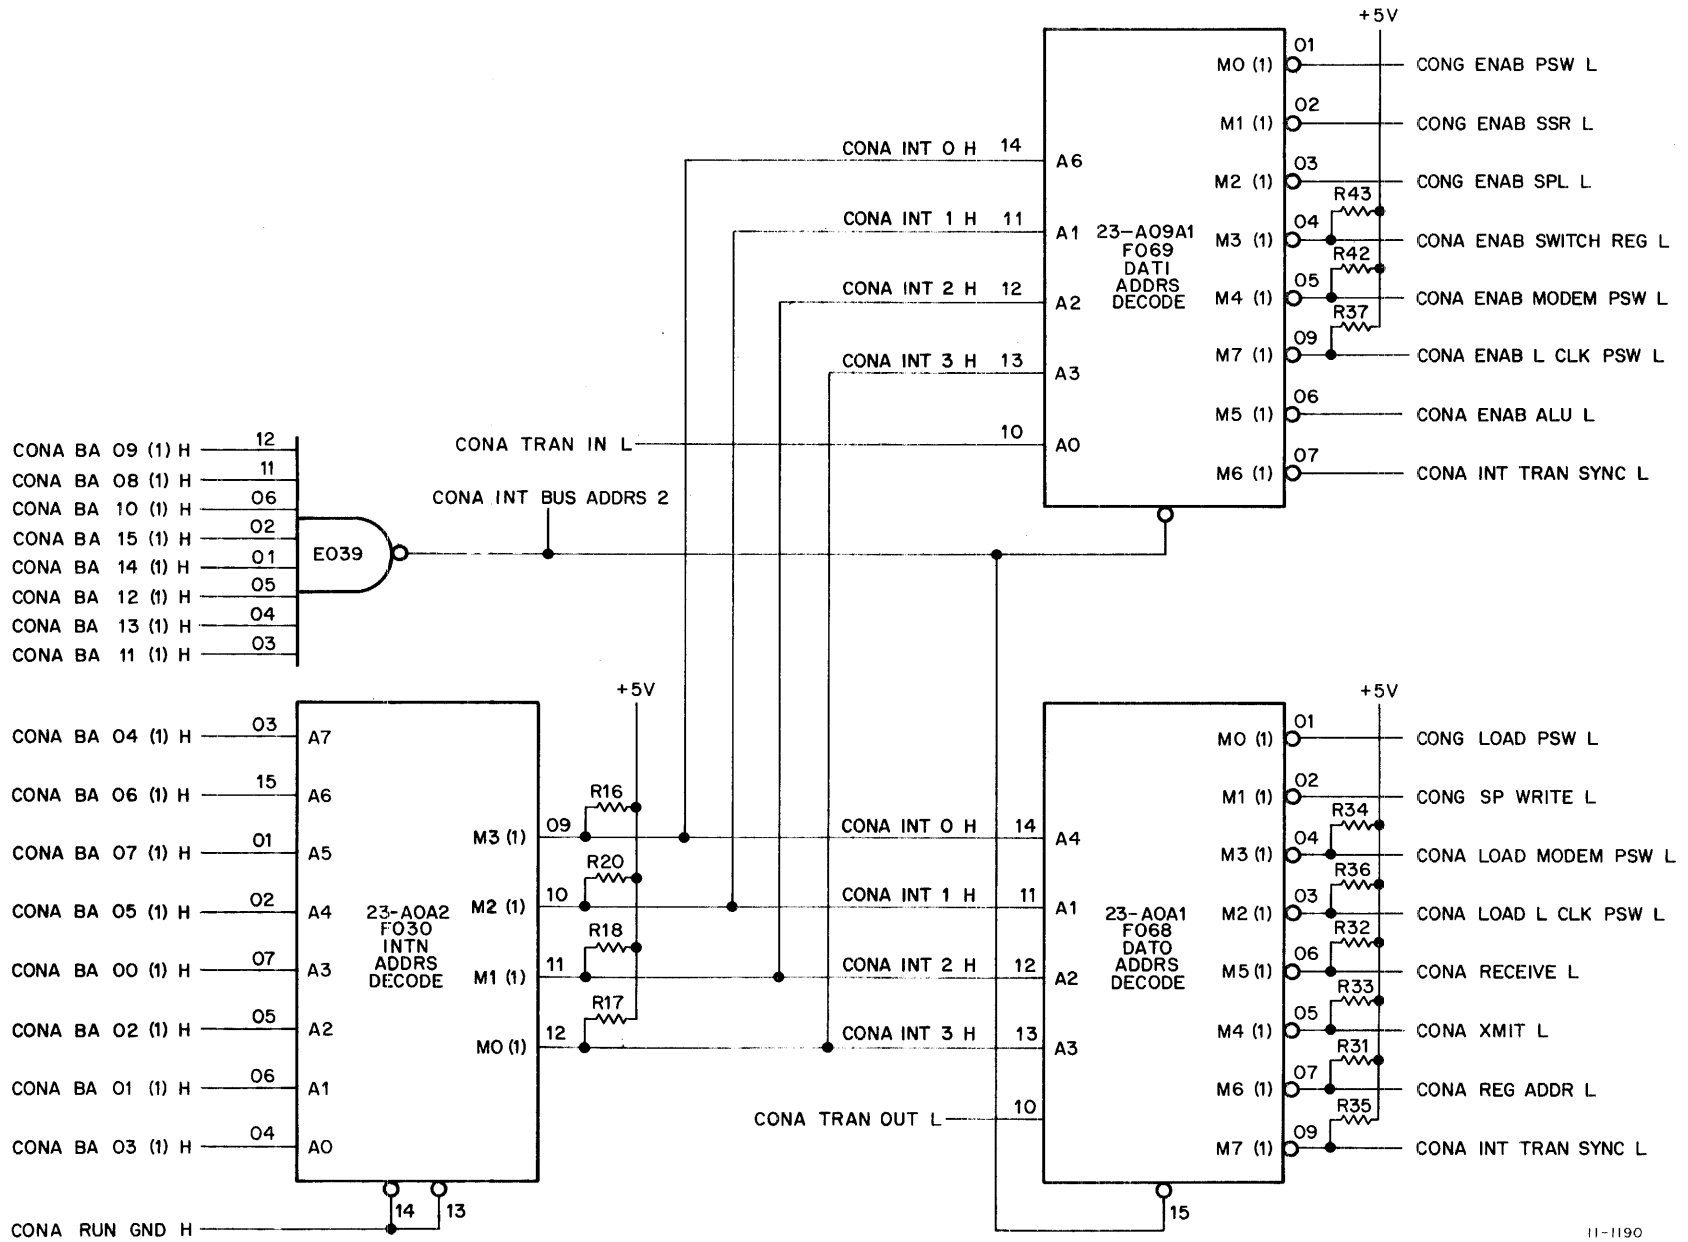 +5V
M0 (1) 01 CONG ENAB PSW L
M1 (1) 02 CONG ENAB SSR L
M2 (1) 03 CONG ENAB SPL L
R43
M3 (1) 04 CONA ENAB SWITCH REG L
R42
M4 (1) 05 CONA ENAB MODEM PSW L
R37
M7 (1) 09 CONA ENAB L CLK PSW L
M5 (1) 06 CONA ENAB ALU L
M6 (1) 07 CONA INT TRAN SYNC L
CONA INT 0 H 14 A6
CONA INT 1 H 11 A1
CONA INT 2 H 12 A2
CONA INT 3 H 13 A3
CONA TRAN IN L 10 A0
23-A09A1
F069
DATI
ADDRS
DECODE
CONA BA 09 (1) H 12
CONA BA 08 (1) H 11
CONA BA 10 (1) H 06
CONA BA 15 (1) H 02
CONA BA 14 (1) H 01
CONA BA 12 (1) H 05
CONA BA 13 (1) H 04
CONA BA 11 (1) H 03
E039
CONA INT BUS ADDRS 2
CONA BA 04 (1) H 03 A7
CONA BA 06 (1) H 15 A6
CONA BA 07 (1) H 01 A5
CONA BA 05 (1) H 02 A4
CONA BA 00 (1) H 07 A3
CONA BA 02 (1) H 05 A2
CONA BA 01 (1) H 06 A1
CONA BA 03 (1) H 04 A0
CONA RUN GND H 14 13
23-A0A2
F030
INTN
ADDRS
DECODE
+5V
R16
M3 (1) 09
R20
M2 (1) 10
R18
M1 (1) 11
R17
M0 (1) 12
CONA INT 0 H 14 A4
CONA INT 1 H 11 A1
CONA INT 2 H 12 A2
CONA INT 3 H 13 A3
CONA TRAN OUT L 10
23-A0A1
F068
DATO
ADDRS
DECODE
15
+5V
M0 (1) 01 CONG LOAD PSW L
M1 (1) 02 CONG SP WRITE L
R34
M3 (1) 04 CONA LOAD MODEM PSW L
R36
M2 (1) 03 CONA LOAD L CLK PSW L
R32
M5 (1) 06 CONA RECEIVE L
R33
M4 (1) 05 CONA XMIT L
R31
M6 (1) 07 CONA REG ADDR L
R35
M7 (1) 09 CONA INT TRAN SYNC L
11-1190